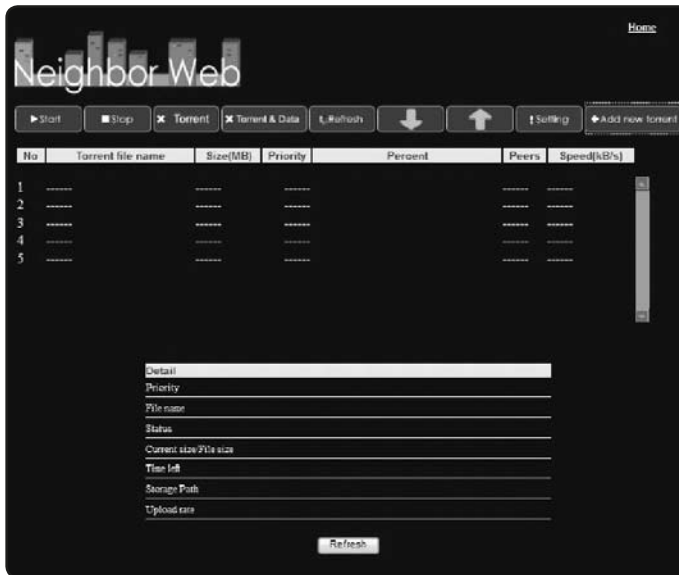 Home
Neighbor Web
Start Stop Torrent Torrent & Data Refresh Setting Add new torrent
No Torrent file name Size(MB) Priority Percent Peers Speed(kB/s)
1 ------ ------ ------ ------ ------
2 ------ ------ ------ ------ ------
3 ------ ------ ------ ------ ------
4 ------ ------ ------ ------ ------
5 ------ ------ ------ ------ ------
Detail
Priority
File name
Status
Current size/File size
Time left
Storage Path
Upload rate
Refresh